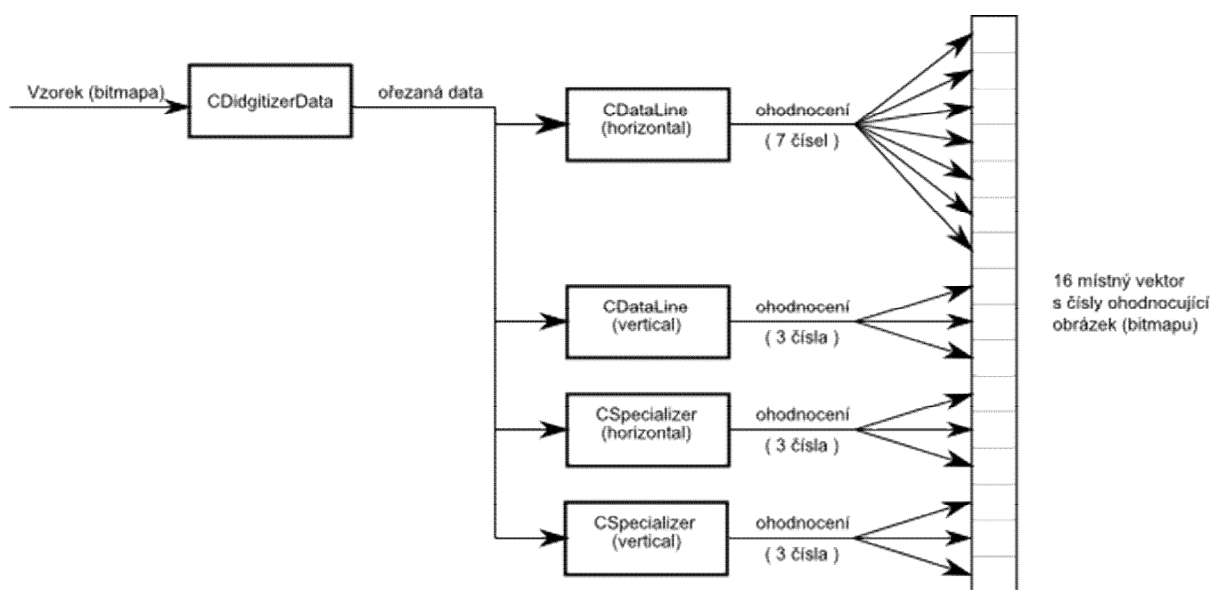 Vzorek (bitmapa)
CDidgitizerData
ořezaná data
CDataLine
(horizontal)
ohodnocení
( 7 čísel )
CDataLine
(vertical)
ohodnocení
( 3 čísla )
CSpecializer
(horizontal)
ohodnocení
( 3 čísla )
CSpecializer
(vertical)
ohodnocení
( 3 čísla )
16 místný vektor
s čísly ohodnocující
obrázek (bitmapu)